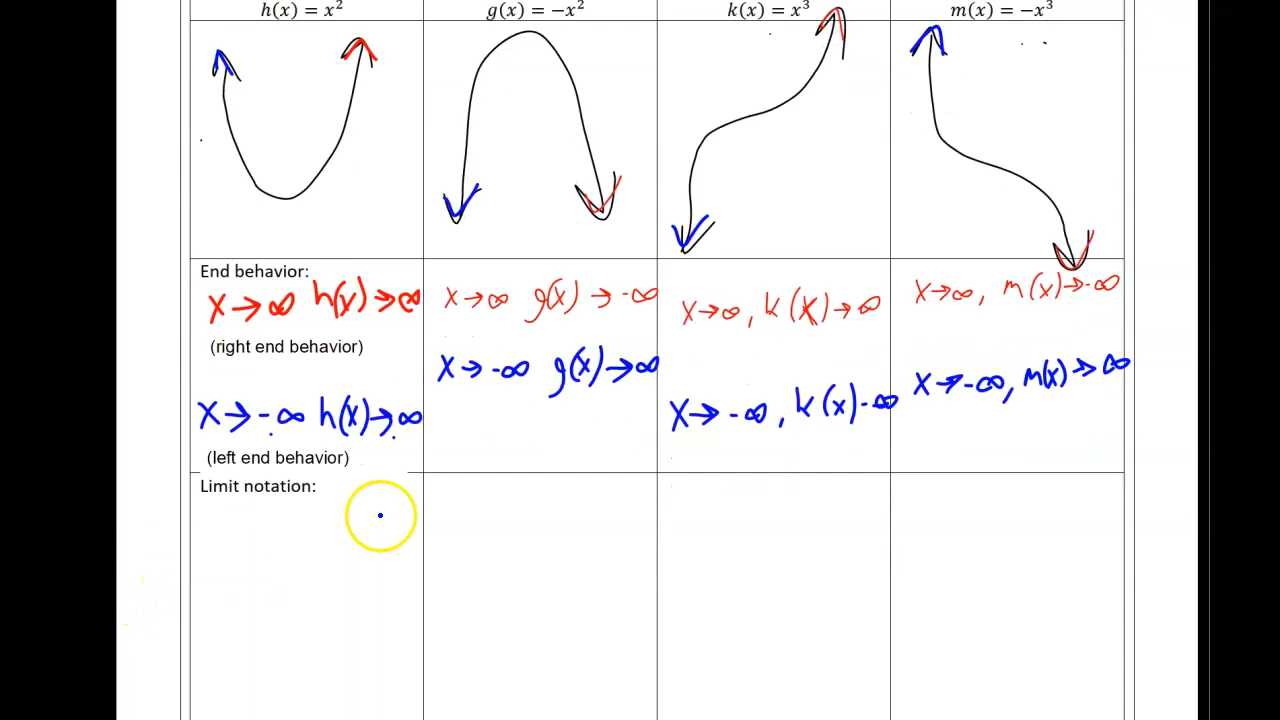 h(x) = x² g(x) = −x² k(x) = x³ m(x) = −x³
End behavior:
x→∞ h(x)→∞
(right end behavior)
x→-∞ h(x)→∞
(left end behavior)
x→∞ g(x)→-∞
x→-∞ g(x)→∞
x→∞, k(x)→∞
x→-∞, k(x)-∞
x→∞, m(x)→-∞
x→-∞, m(x)→∞
Limit notation: